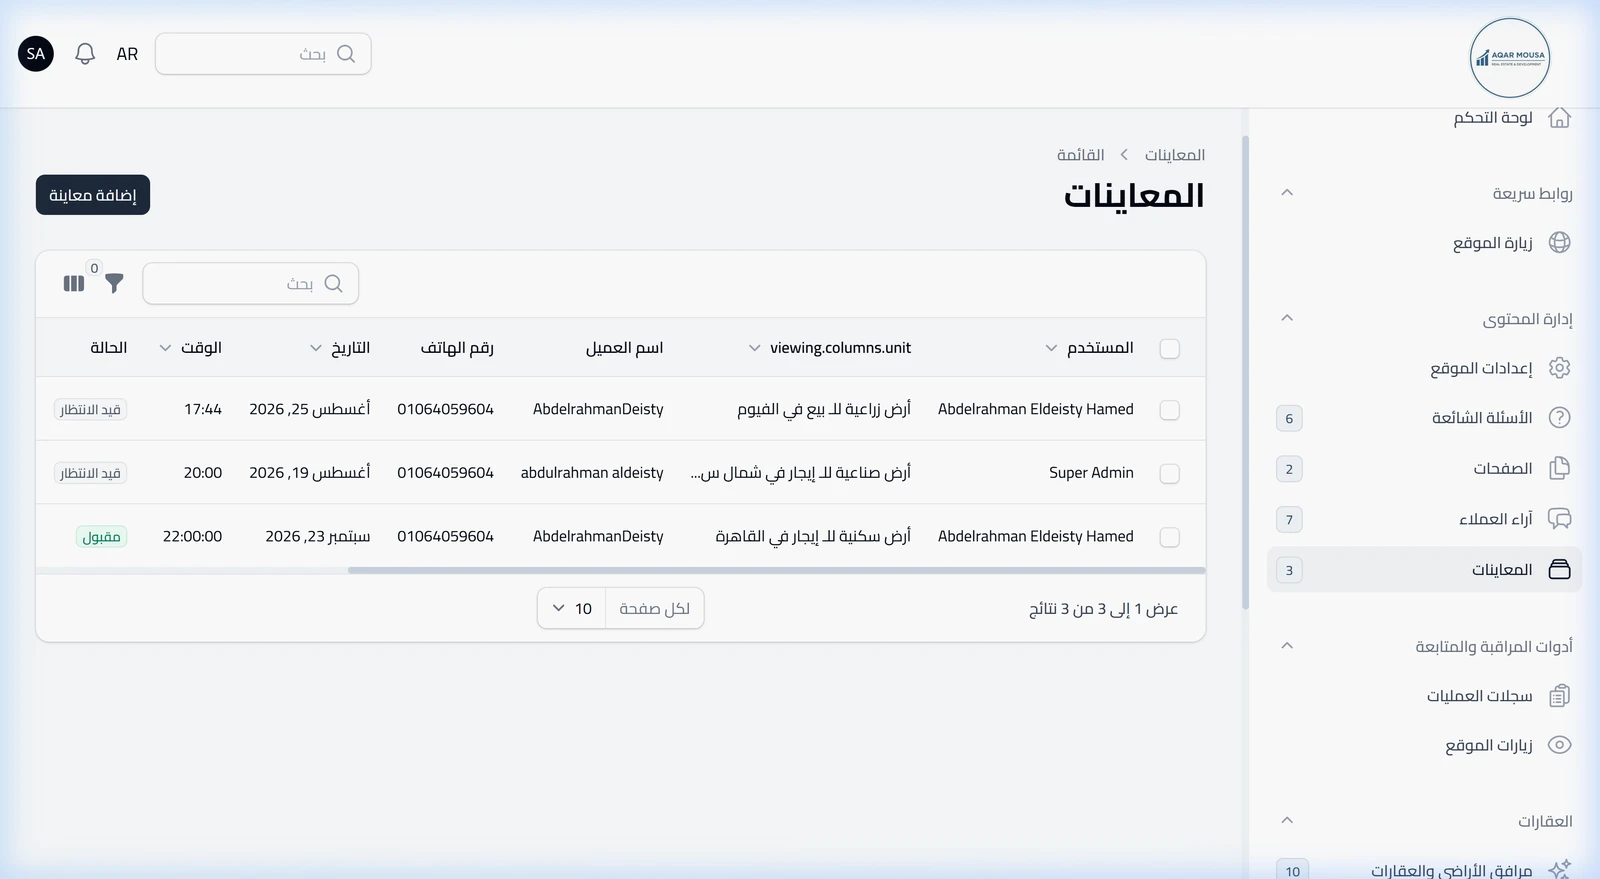 AQAR MOUSA
REAL ESTATE & DEVELOPMENT
بحث
AR
SA
لوحة التحكم
روابط سريعة
زيارة الموقع
إدارة المحتوى
إعدادات الموقع
الأسئلة الشائعة 6
الصفحات 2
آراء العملاء 7
المعاينات 3
أدوات المراقبة والمتابعة
سجلات العمليات
زيارات الموقع
العقارات
مرافق الأراضي والعقارات 10
المعاينات
القائمة
المعاينات
إضافة معاينة
بحث
0
المستخدم viewing.columns.unit اسم العميل رقم الهاتف التاريخ الوقت الحالة
Abdelrahman Eldeisty Hamed أرض زراعية للـ بيع في الفيوم AbdelrahmanDeisty 01064059604 أغسطس 25, 2026 17:44 قيد الانتظار
Super Admin أرض صناعية للـ إيجار في شمال س... abdulrahman aldeisty 01064059604 أغسطس 19, 2026 20:00 قيد الانتظار
Abdelrahman Eldeisty Hamed أرض سكنية للـ إيجار في القاهرة AbdelrahmanDeisty 01064059604 سبتمبر 23, 2026 22:00:00 مقبول
عرض 1 إلى 3 من 3 نتائج
لكل صفحة 10